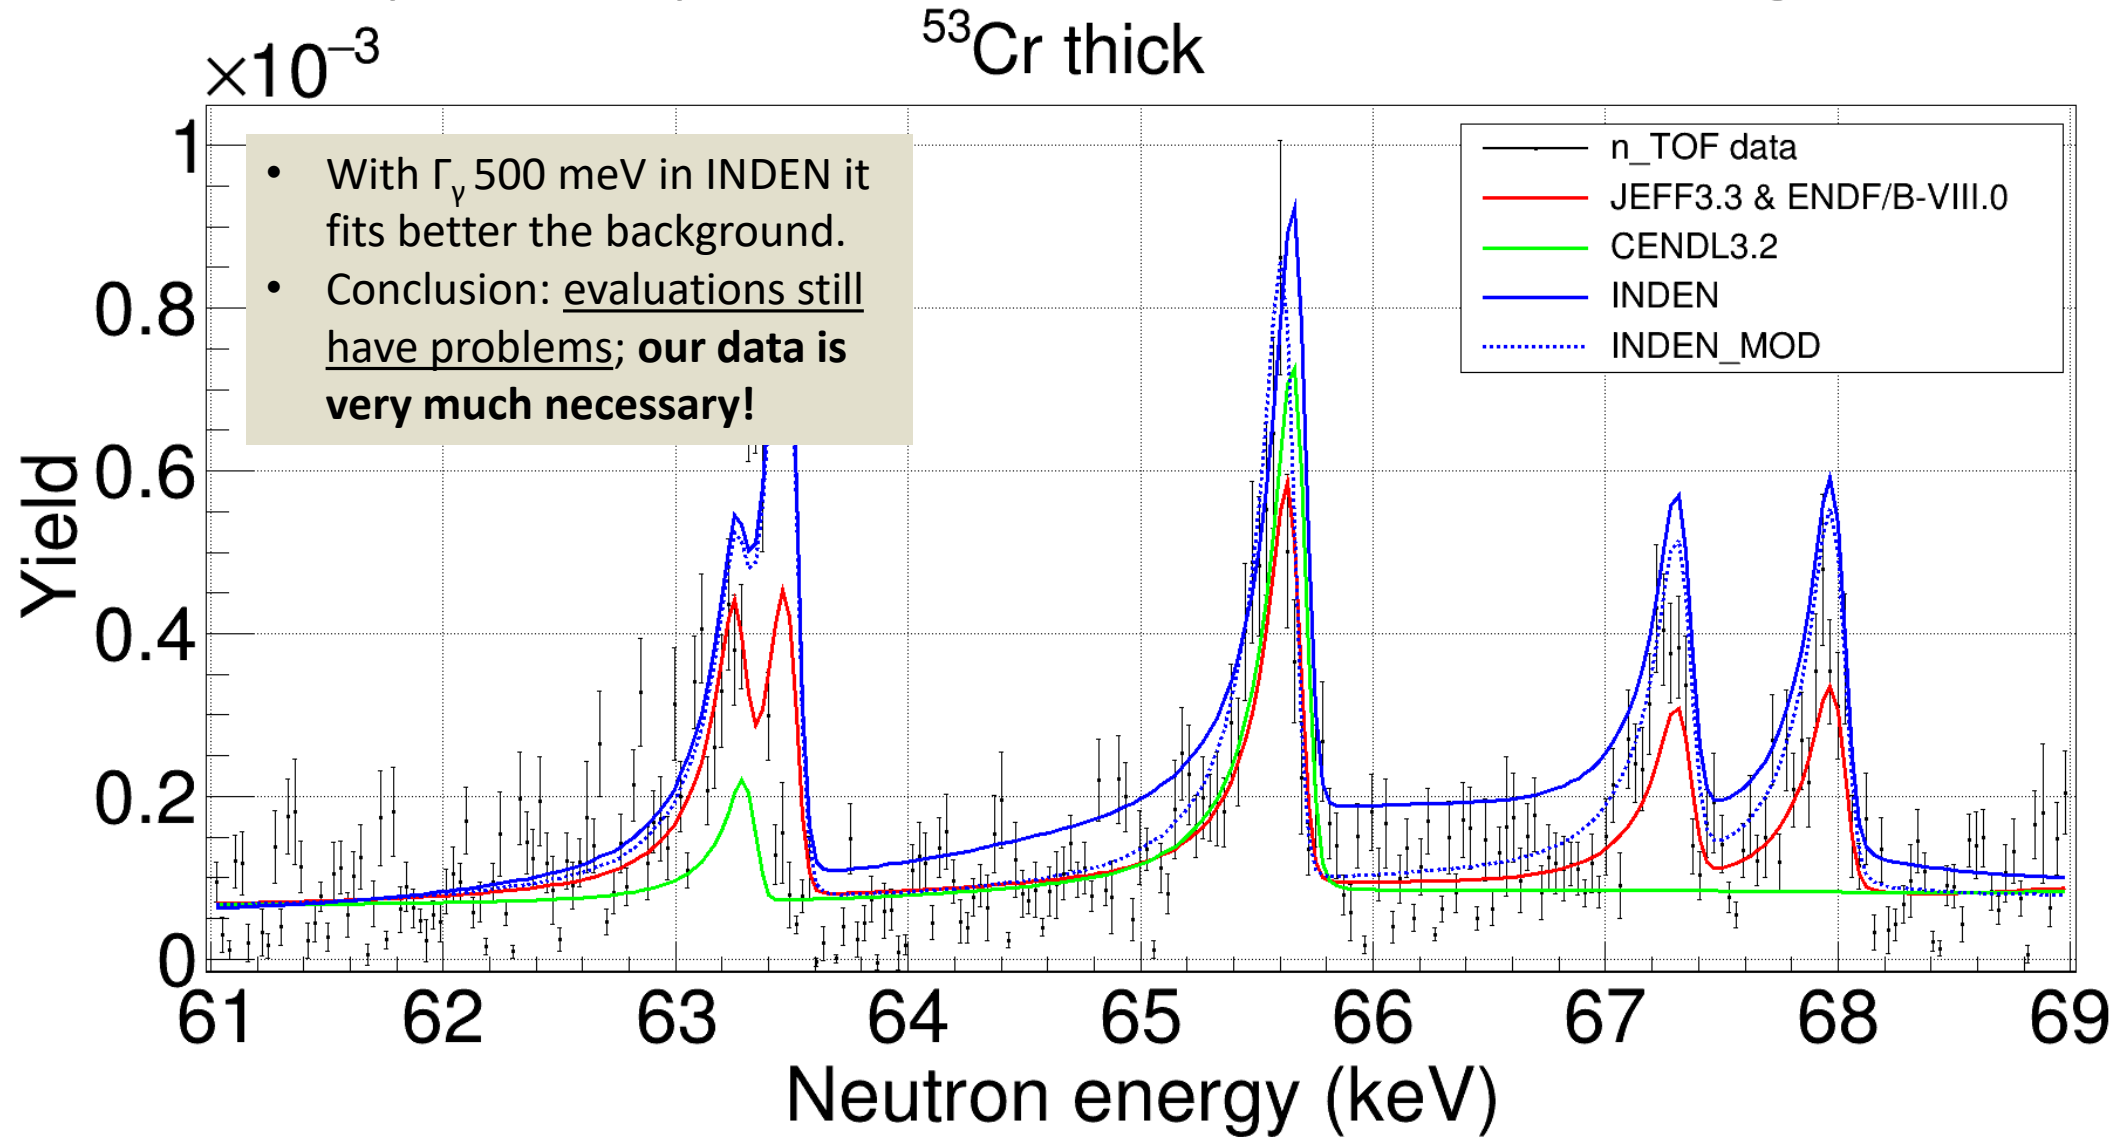 53Cr thick
×10−3
• With Γγ 500 meV in INDEN it
fits better the background.
• Conclusion: evaluations still
have problems; our data is
very much necessary!
n_TOF data
JEFF3.3 & ENDF/B-VIII.0
CENDL3.2
INDEN
INDEN_MOD
Yield
1
0.8
0.6
0.4
0.2
0
61 62 63 64 65 66 67 68 69
Neutron energy (keV)